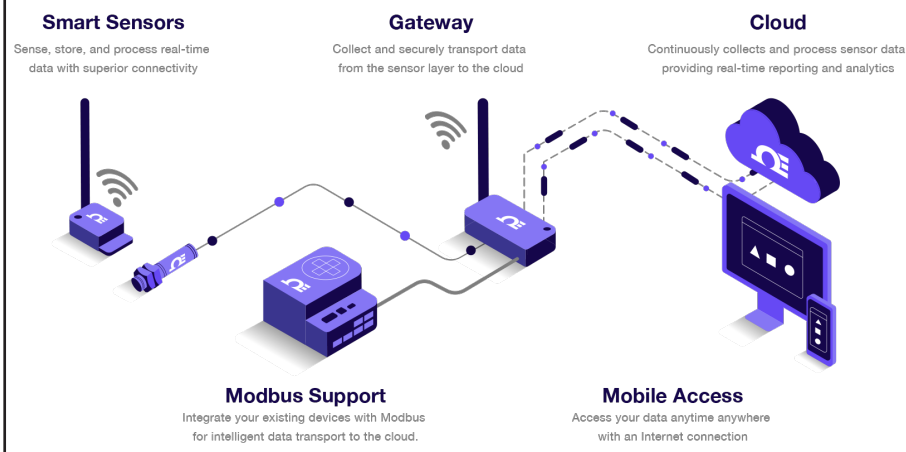 Smart Sensors
Sense, store, and process real-time
data with superior connectivity
Gateway
Collect and securely transport data
from the sensor layer to the cloud
Cloud
Continuously collects and process sensor data
providing real-time reporting and analytics
Modbus Support
Integrate your existing devices with Modbus
for intelligent data transport to the cloud.
Mobile Access
Access your data anytime anywhere
with an Internet connection